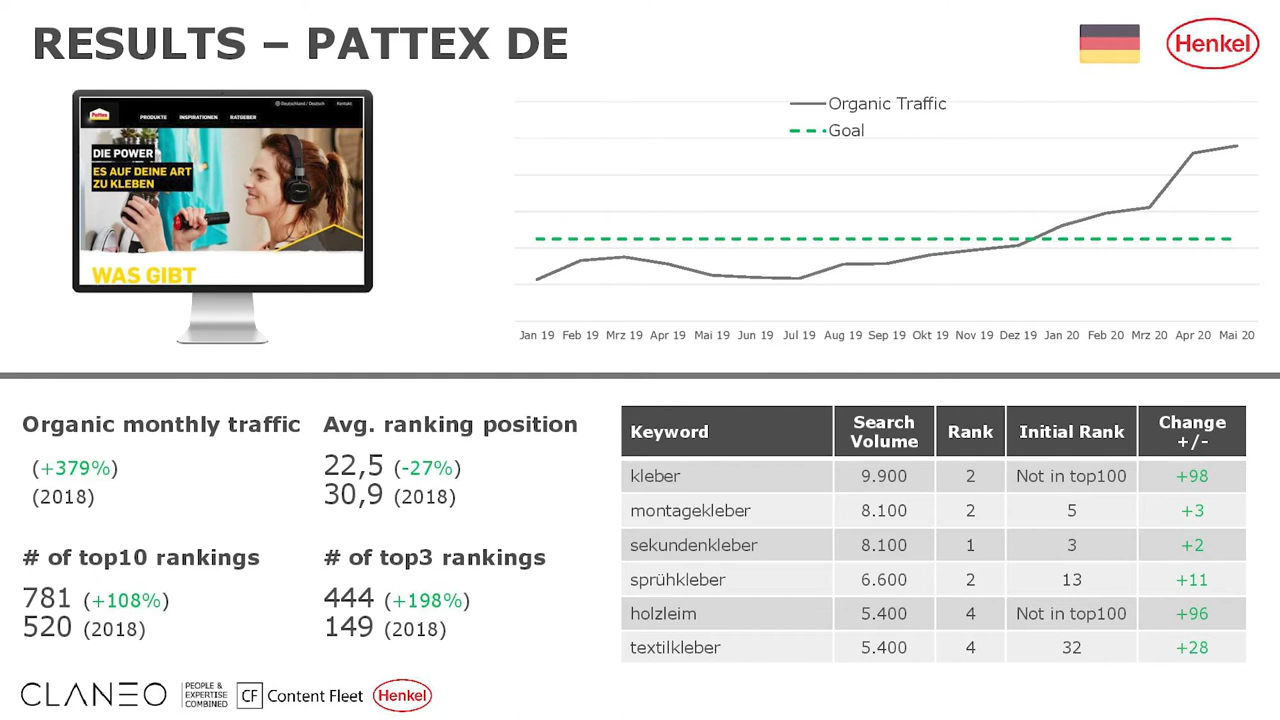 RESULTS – PATTEX DE
Henkel
Pattex
Deutschland / Deutsch
Kontakt
PRODUKTE INSPIRATIONEN RATGEBER
DIE POWER
ES AUF DEINE ART
ZU KLEBEN
WAS GIBT
Organic Traffic
Goal
Jan 19 Feb 19 Mrz 19 Apr 19 Mai 19 Jun 19 Jul 19 Aug 19 Sep 19 Okt 19 Nov 19 Dez 19 Jan 20 Feb 20 Mrz 20 Apr 20 Mai 20
Organic monthly traffic
(+379%)
(2018)
Avg. ranking position
22,5 (-27%)
30,9 (2018)
# of top10 rankings
781 (+108%)
520 (2018)
# of top3 rankings
444 (+198%)
149 (2018)
Keyword Search Volume Rank Initial Rank Change +/-
kleber 9.900 2 Not in top100 +98
montagekleber 8.100 2 5 +3
sekundenkleber 8.100 1 3 +2
sprühkleber 6.600 2 13 +11
holzleim 5.400 4 Not in top100 +96
textilkleber 5.400 4 32 +28
CLANEO
PEOPLE &
EXPERTISE
COMBINED
CF Content Fleet
Henkel